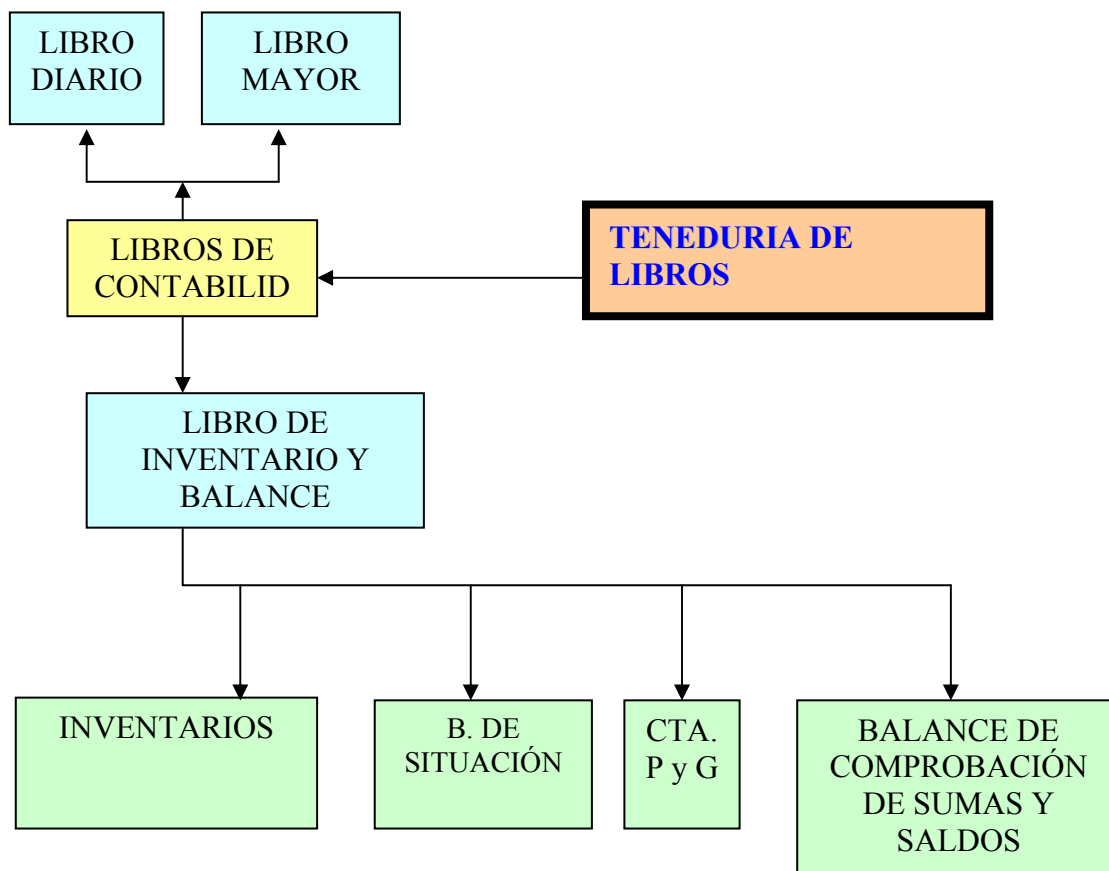 LIBRO
DIARIO
LIBRO
MAYOR
LIBROS DE
CONTABILID
TENEDURIA DE
LIBROS
LIBRO DE
INVENTARIO Y
BALANCE
INVENTARIOS
B. DE
SITUACIÓN
CTA.
P y G
BALANCE DE
COMPROBACIÓN
DE SUMAS Y
SALDOS